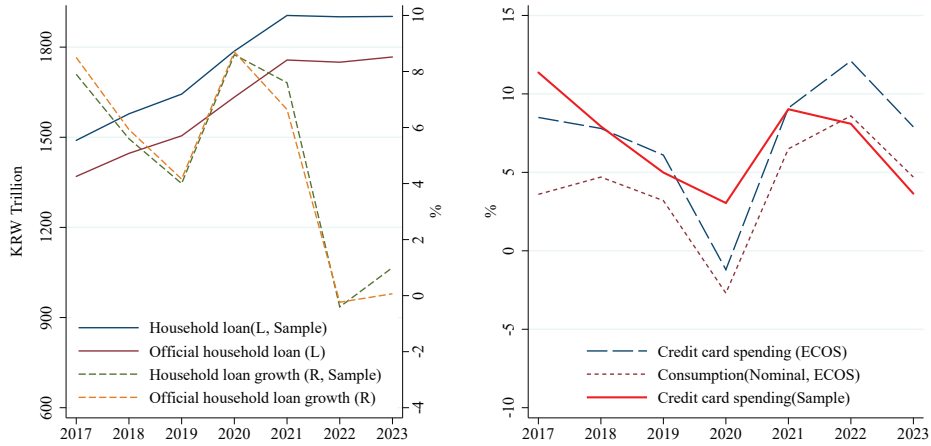 KRW Trillion
1800
1500
1200
900
600
10
8
6
4
2
0
-2
-4
%
Household loan(L, Sample)
Official household loan (L)
Household loan growth (R, Sample)
Official household loan growth (R)
2017 2018 2019 2020 2021 2022 2023
%
15
10
5
0
-5
-10
Credit card spending (ECOS)
Consumption(Nominal, ECOS)
Credit card spending(Sample)
2017 2018 2019 2020 2021 2022 2023